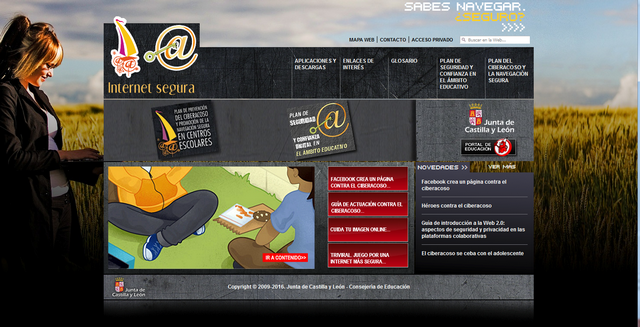 SABES NAVEGAR.
¿SEGURO?
>>>>
MAPA WEB | CONTACTO | ACCESO PRIVADO
Buscar en la Web...
Internet segura
APLICACIONES Y
DESCARGAS
ENLACES DE
INTERÉS
GLOSARIO
PLAN DE
SEGURIDAD Y
CONFIANZA EN
EL ÁMBITO
EDUCATIVO
PLAN DEL
CIBERACOSO Y
LA NAVEGACIÓN
SEGURA
PLAN DE PREVENCIÓN
DEL CIBERACOSO
Y PROMOCIÓN DE LA
NAVEGACIÓN SEGURA
EN CENTROS
ESCOLARES
PLAN DE
SEGURIDAD
Y CONFIANZA
DIGITAL EN
EL ÁMBITO EDUCATIVO
Junta de
Castilla y León
PORTAL DE
EDUCACIÓN
IR A CONTENIDO>>
FACEBOOK CREA UN PÁGINA
CONTRA EL CIBERACOSO...
GUÍA DE ACTUACIÓN CONTRA EL
CIBERACOSO...
CUIDA TU IMAGEN ONLINE...
TRIVIRAL. JUEGO POR UNA
INTERNET MÁS SEGURA...
NOVEDADES >> VER MÁS
Facebook crea un página contra el
ciberacoso
Héroes contra el ciberacoso
Guía de introducción a la Web 2.0:
aspectos de seguridad y privacidad en las
plataformas colaborativas
El ciberacoso se ceba con el adolescente
Junta de
Castilla y León
Copyright © 2009-2016. Junta de Castilla y León - Consejería de Educación